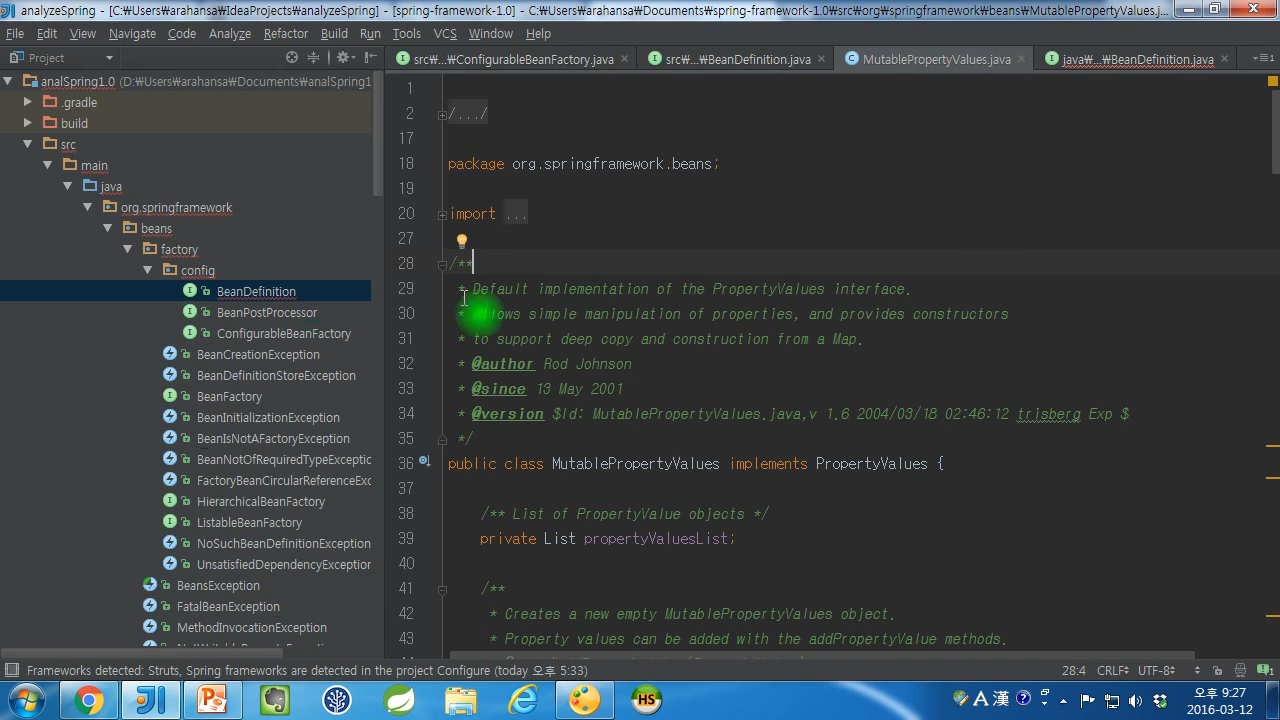 analyzeSpring - [C:₩Users₩arahansa₩IdeaProjects₩analyzeSpring] - [spring-framework-1.0] - C:₩Users₩arahansa₩Documents₩spring-framework-1.0₩src₩org₩springframework₩beans₩MutablePropertyValues.j...
File Edit View Navigate Code Analyze Refactor Build Run Tools VCS Window Help
Project
src₩...₩ConfigurableBeanFactory.java
src₩...₩BeanDefinition.java
MutablePropertyValues.java
java₩...₩BeanDefinition.java
analSpring1.0 (D:₩Users₩arahansa₩Documents₩analSpring1
.gradle
build
src
main
java
org.springframework
beans
factory
config
BeanDefinition
BeanPostProcessor
ConfigurableBeanFactory
BeanCreationException
BeanDefinitionStoreException
BeanFactory
BeanInitializationException
BeanIsNotAFactoryException
BeanNotOfRequiredTypeExceptic
FactoryBeanCircularReferenceExc
HierarchicalBeanFactory
ListableBeanFactory
NoSuchBeanDefinitionException
UnsatisfiedDependencyException
BeansException
FatalBeanException
MethodInvocationException
1
2 /.../
17
18 package org.springframework.beans;
19
20 import ...
27
28 /**
29 * Default implementation of the PropertyValues interface.
30 * llows simple manipulation of properties, and provides constructors
31 * to support deep copy and construction from a Map.
32 * @author Rod Johnson
33 * @since 13 May 2001
34 * @version $Id: MutablePropertyValues.java,v 1.6 2004/03/18 02:46:12 trisberg Exp $
35 */
36 public class MutablePropertyValues implements PropertyValues {
37
38 /** List of PropertyValue objects */
39 private List propertyValuesList;
40
41 /**
42 * Creates a new empty MutablePropertyValues object.
43 * Property values can be added with the addPropertyValue methods.
Frameworks detected: Struts, Spring frameworks are detected in the project Configure (today 오후 5:33)
28:4 CRLF÷ UTF-8÷
A 漢
오후 9:27
2016-03-12
HS